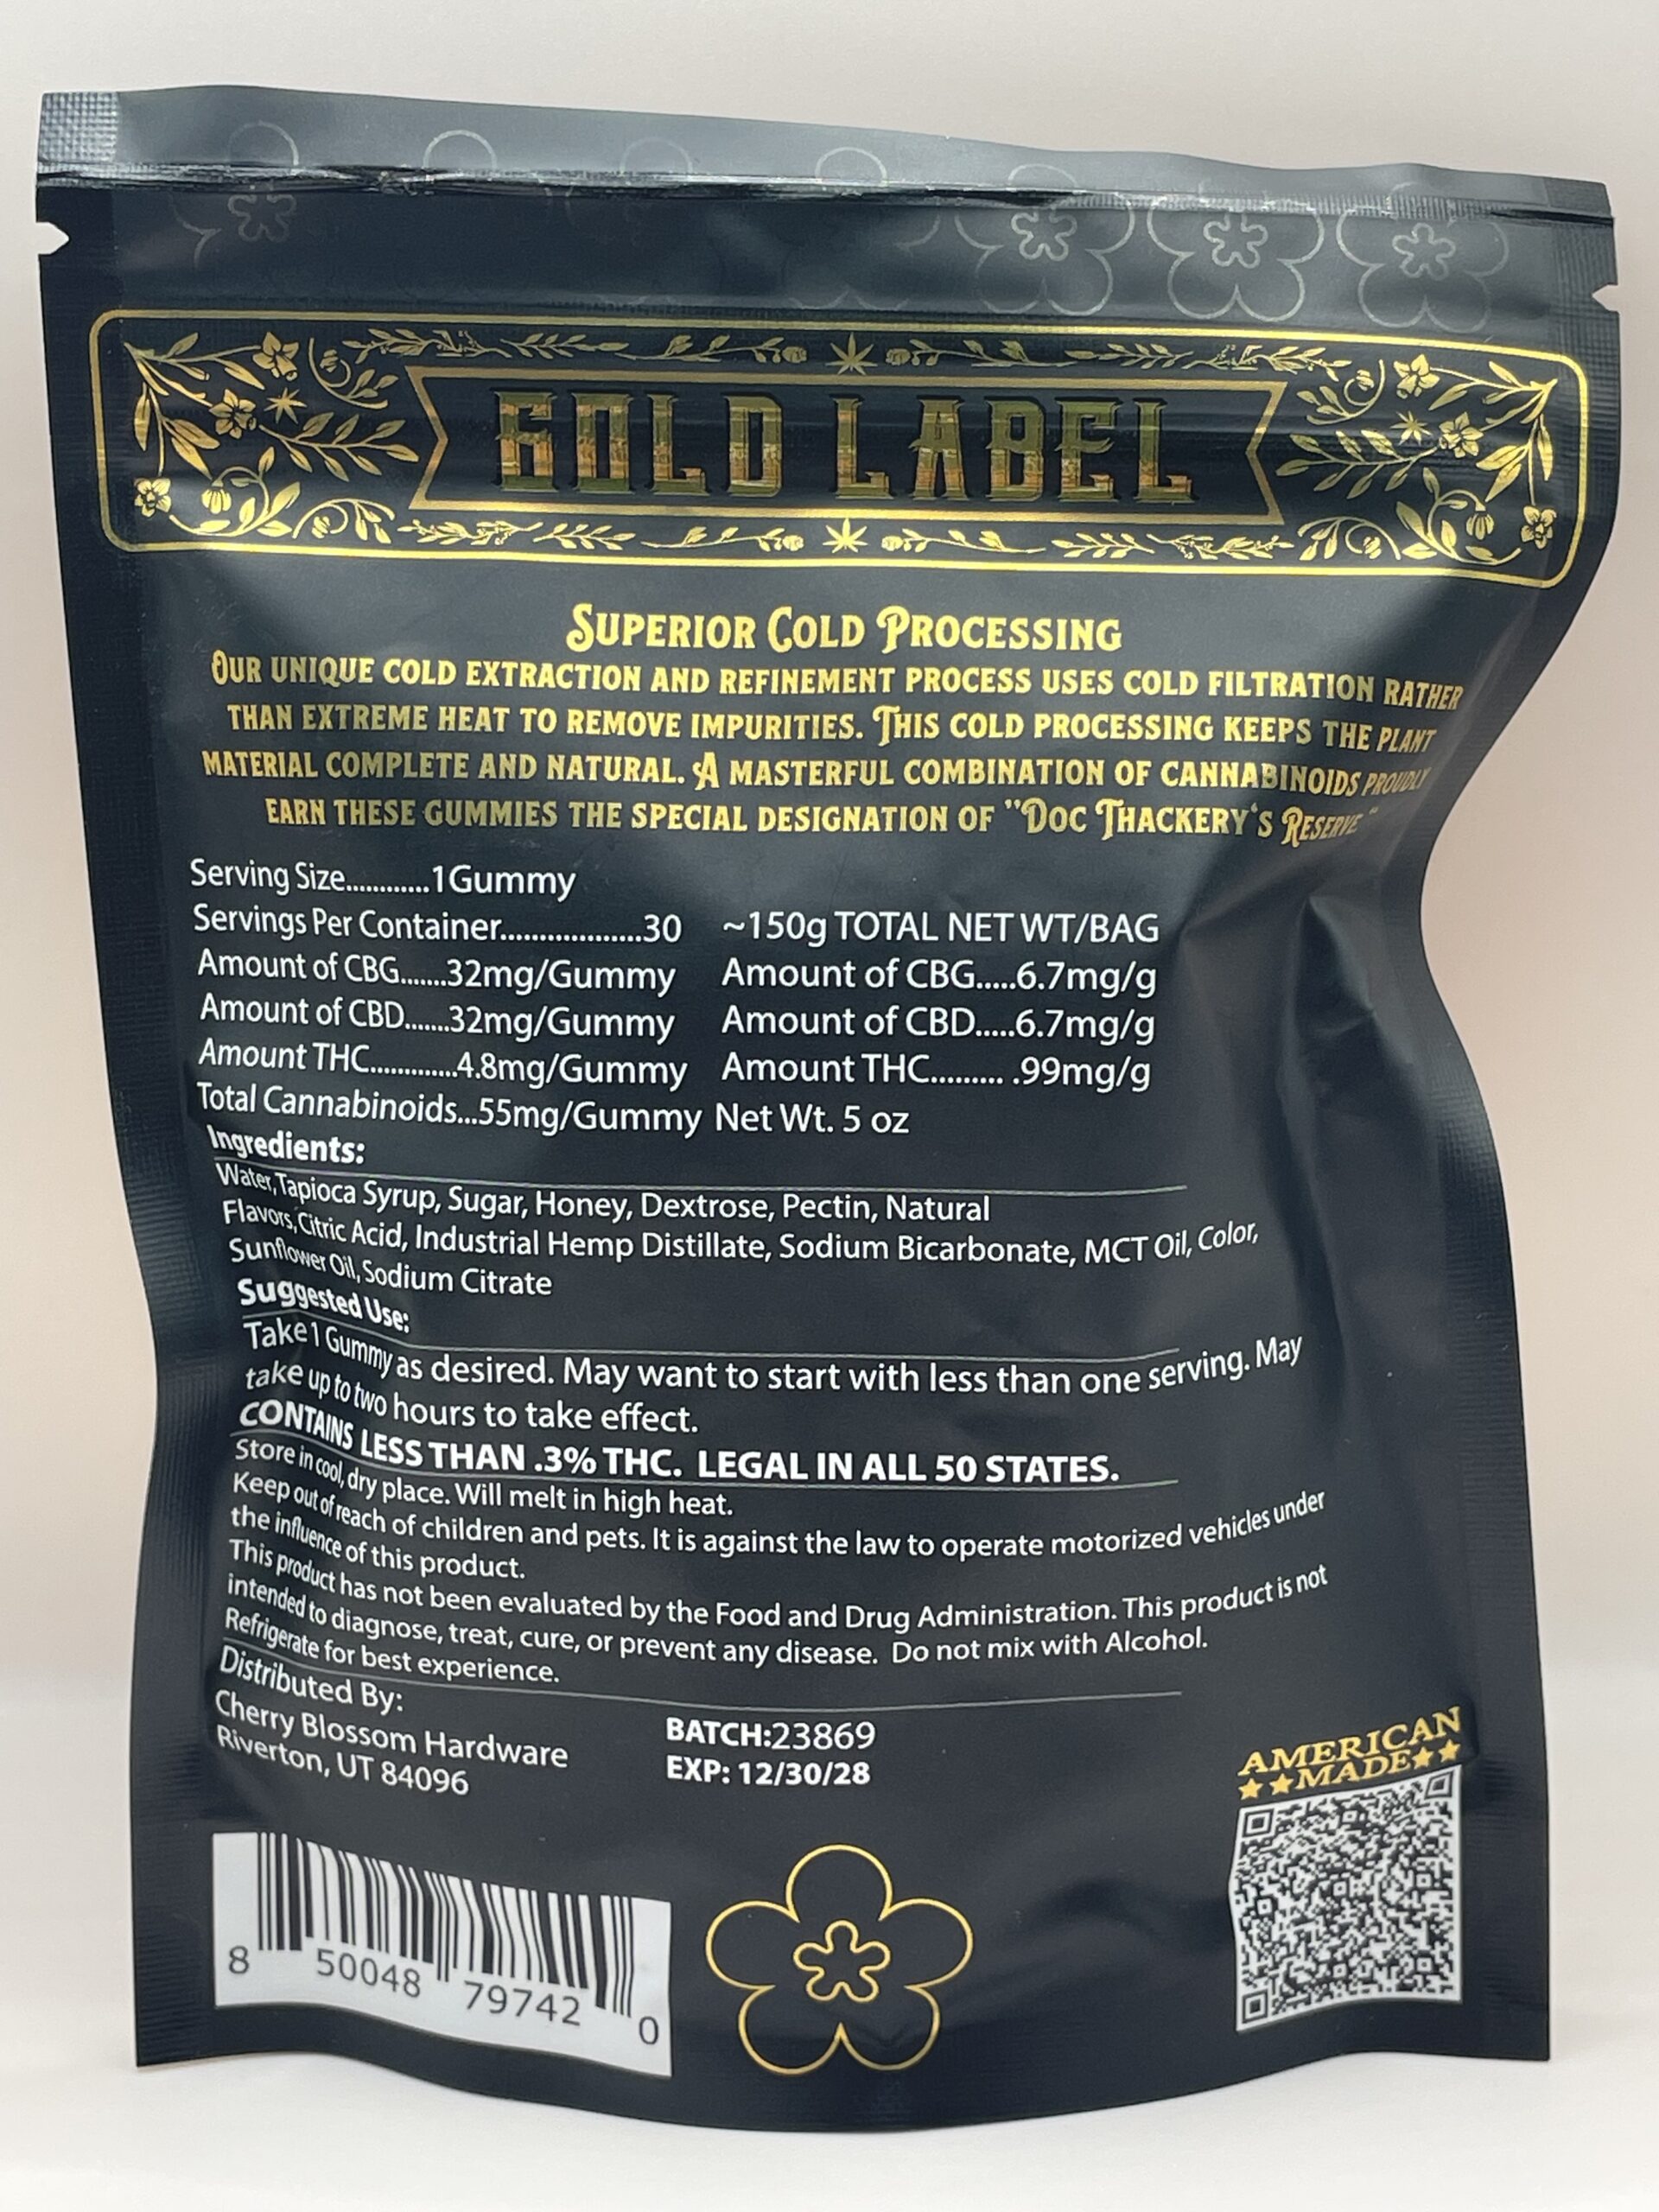 GOLD LABEL
Superior Cold Processing
Our unique cold extraction and refinement process uses cold filtration rather
than extreme heat to remove impurities. This cold processing keeps the plant
material complete and natural. A masterful combination of cannabinoids proudly
earn these gummies the special designation of "Doc Thackery's Reserve"
Serving Size............1Gummy
Servings Per Container..................30 ~150g TOTAL NET WT/BAG
Amount of CBG......32mg/Gummy Amount of CBG.....6.7mg/g
Amount of CBD......32mg/Gummy Amount of CBD.....6.7mg/g
Amount THC.............4.8mg/Gummy Amount THC......... .99mg/g
Total Cannabinoids...55mg/Gummy Net Wt. 5 oz
Ingredients:
Water, Tapioca Syrup, Sugar, Honey, Dextrose, Pectin, Natural
Flavors, Citric Acid, Industrial Hemp Distillate, Sodium Bicarbonate, MCT Oil, Color,
Sunflower Oil, Sodium Citrate
Suggested Use:
Take 1 Gummy as desired. May want to start with less than one serving. May
take up to two hours to take effect.
CONTAINS LESS THAN .3% THC. LEGAL IN ALL 50 STATES.
Store in cool, dry place. Will melt in high heat.
Keep out of reach of children and pets. It is against the law to operate motorized vehicles under
the influence of this product.
This product has not been evaluated by the Food and Drug Administration. This product is not
intended to diagnose, treat, cure, or prevent any disease. Do not mix with Alcohol.
Refrigerate for best experience.
Distributed By:
Cherry Blossom Hardware
Riverton, UT 84096
BATCH:23869
EXP: 12/30/28
AMERICAN
MADE
8 50048 79742 0